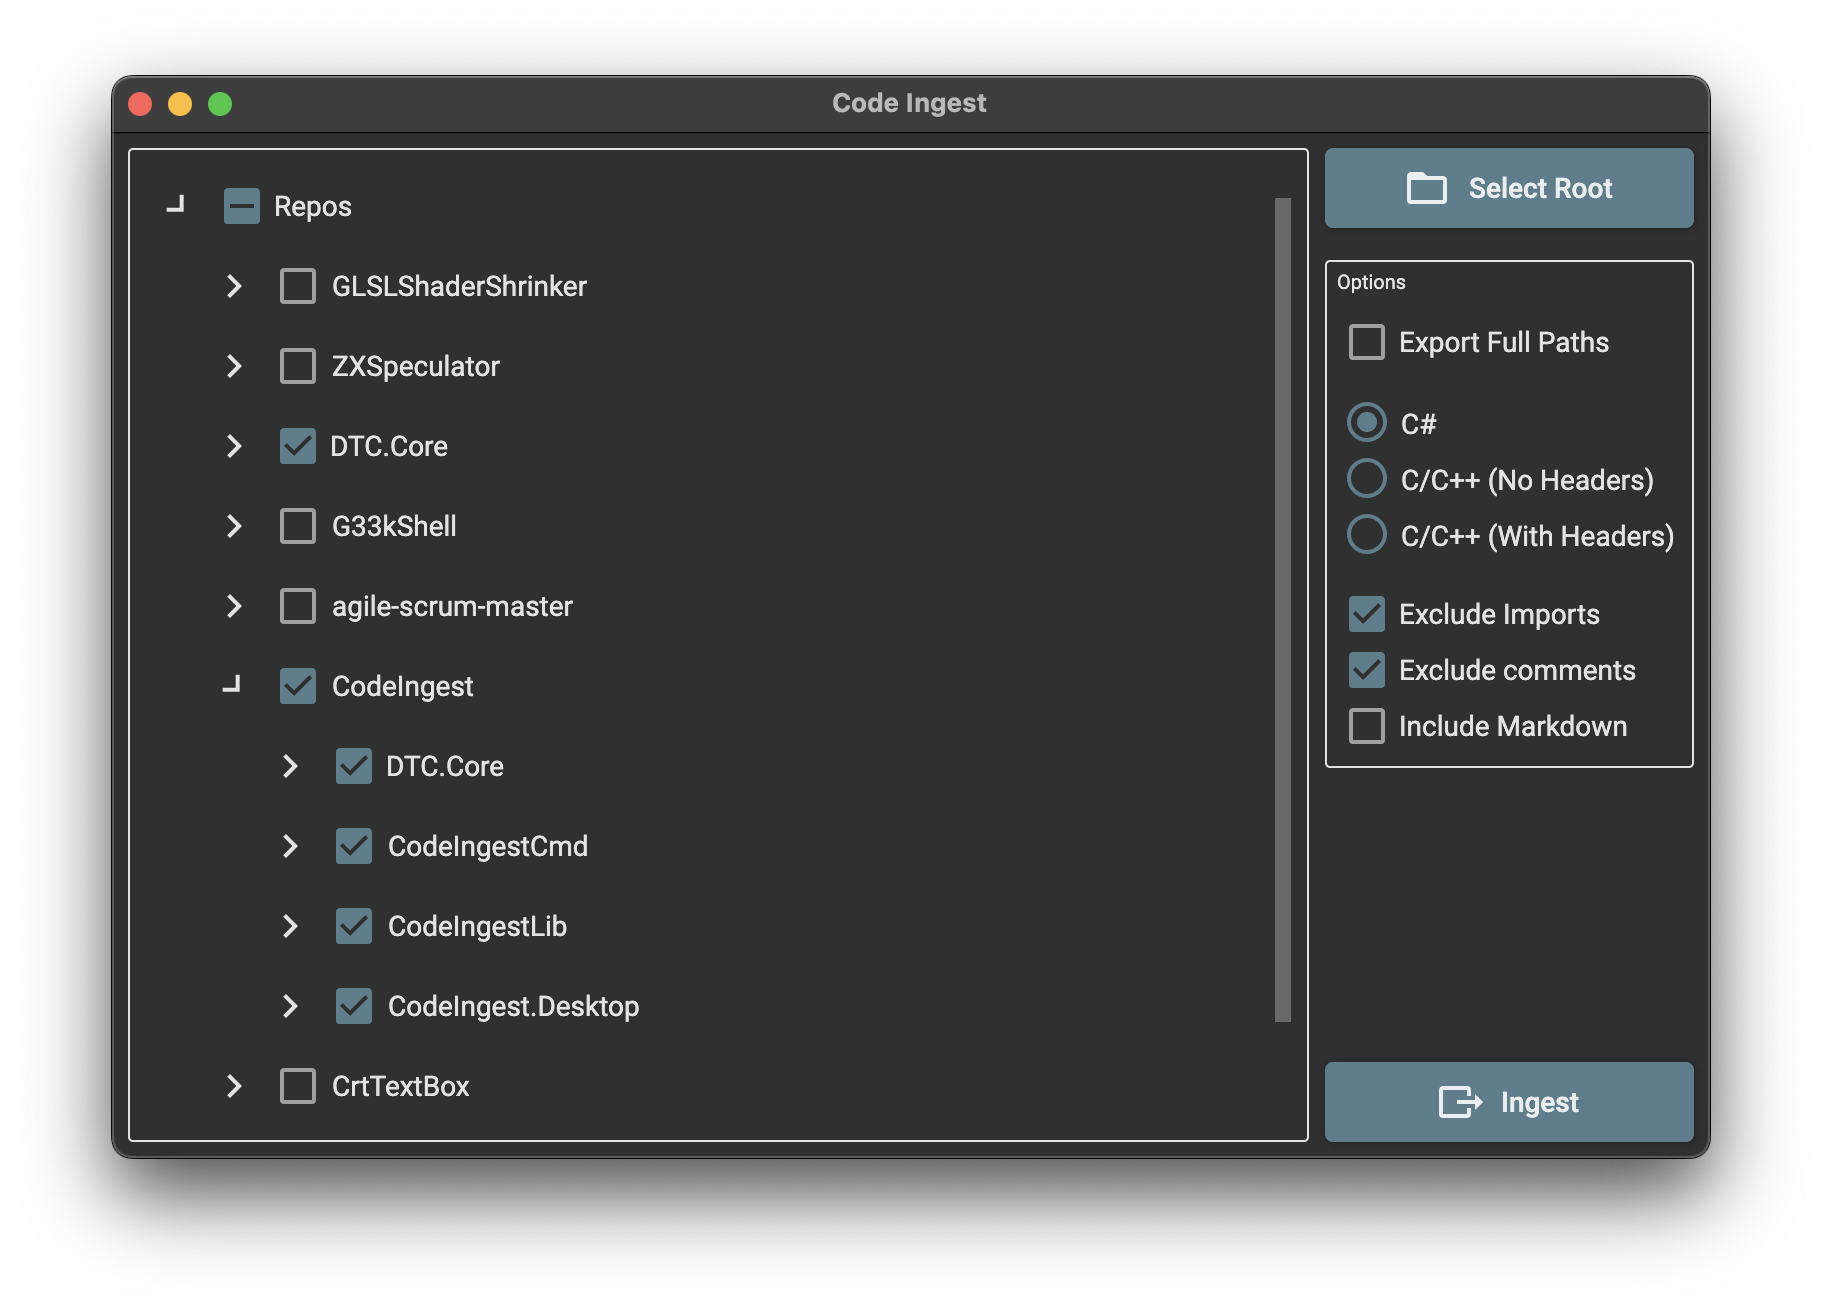 Code Ingest
Repos
GLSLShaderShrinker
ZXSpeculator
DTC.Core
G33kShell
agile-scrum-master
CodeIngest
DTC.Core
CodeIngestCmd
CodeIngestLib
CodeIngest.Desktop
CrtTextBox
Select Root
Options
Export Full Paths
C#
C/C++ (No Headers)
C/C++ (With Headers)
Exclude Imports
Exclude comments
Include Markdown
Ingest